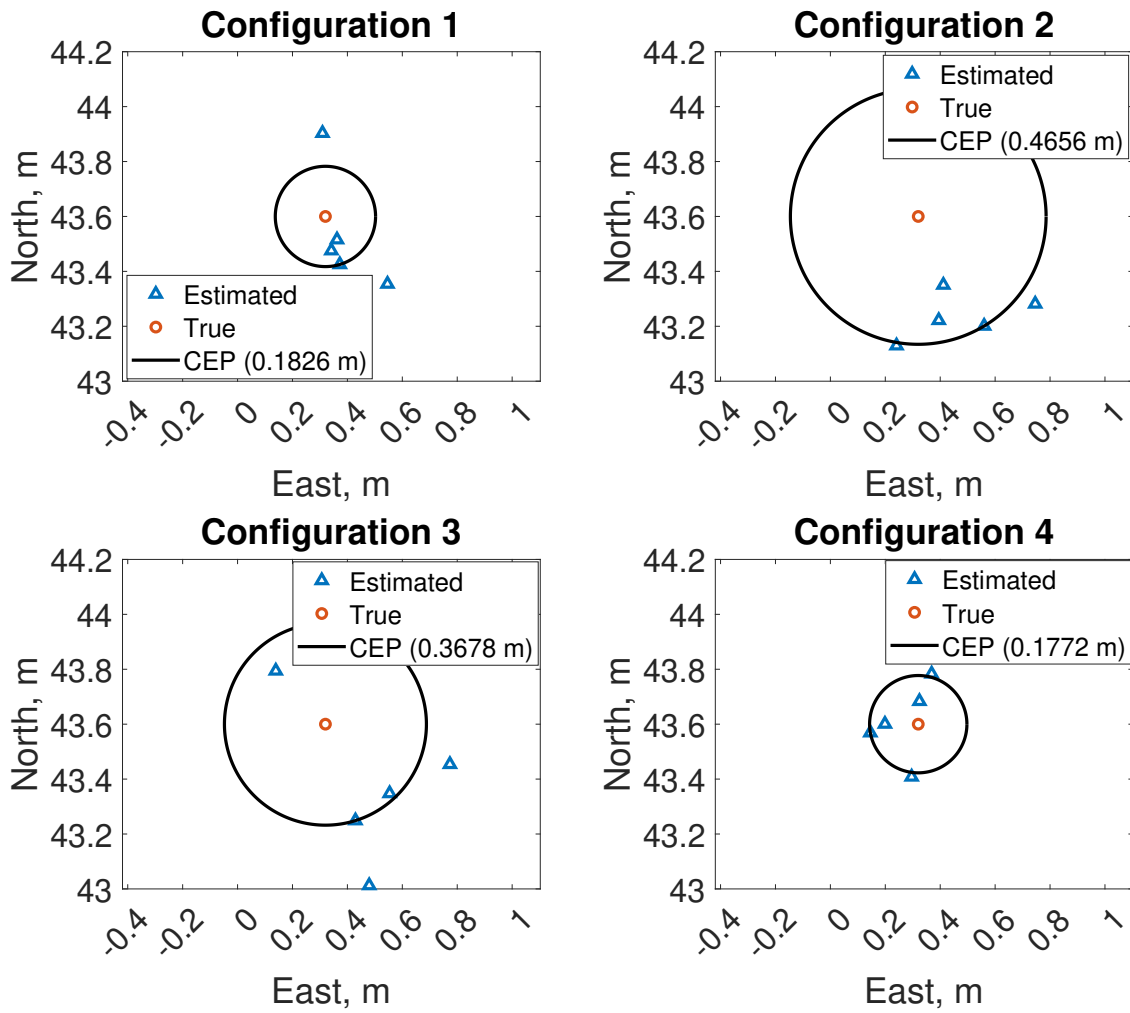 Configuration 1
44.2
44
43.8
43.6
43.4
43.2
43
North, m
Estimated
True
CEP (0.1826 m)
-0.4
-0.2
0
0.2
0.4
0.6
0.8
1
East, m
Configuration 2
44.2
44
43.8
43.6
43.4
43.2
43
North, m
Estimated
True
CEP (0.4656 m)
-0.4
-0.2
0
0.2
0.4
0.6
0.8
1
East, m
Configuration 3
44.2
44
43.8
43.6
43.4
43.2
43
North, m
Estimated
True
CEP (0.3678 m)
-0.4
-0.2
0
0.2
0.4
0.6
0.8
1
East, m
Configuration 4
44.2
44
43.8
43.6
43.4
43.2
43
North, m
Estimated
True
CEP (0.1772 m)
-0.4
-0.2
0
0.2
0.4
0.6
0.8
1
East, m